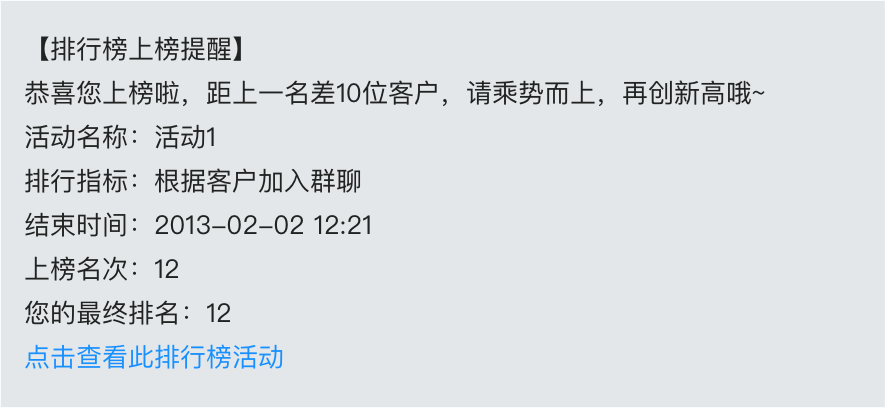 【排行榜上榜提醒】
恭喜您上榜啦，距上一名差10位客户，请乘势而上，再创新高哦~
活动名称：活动1
排行指标：根据客户加入群聊
结束时间：2013-02-02 12:21
上榜名次：12
您的最终排名：12
点击查看此排行榜活动